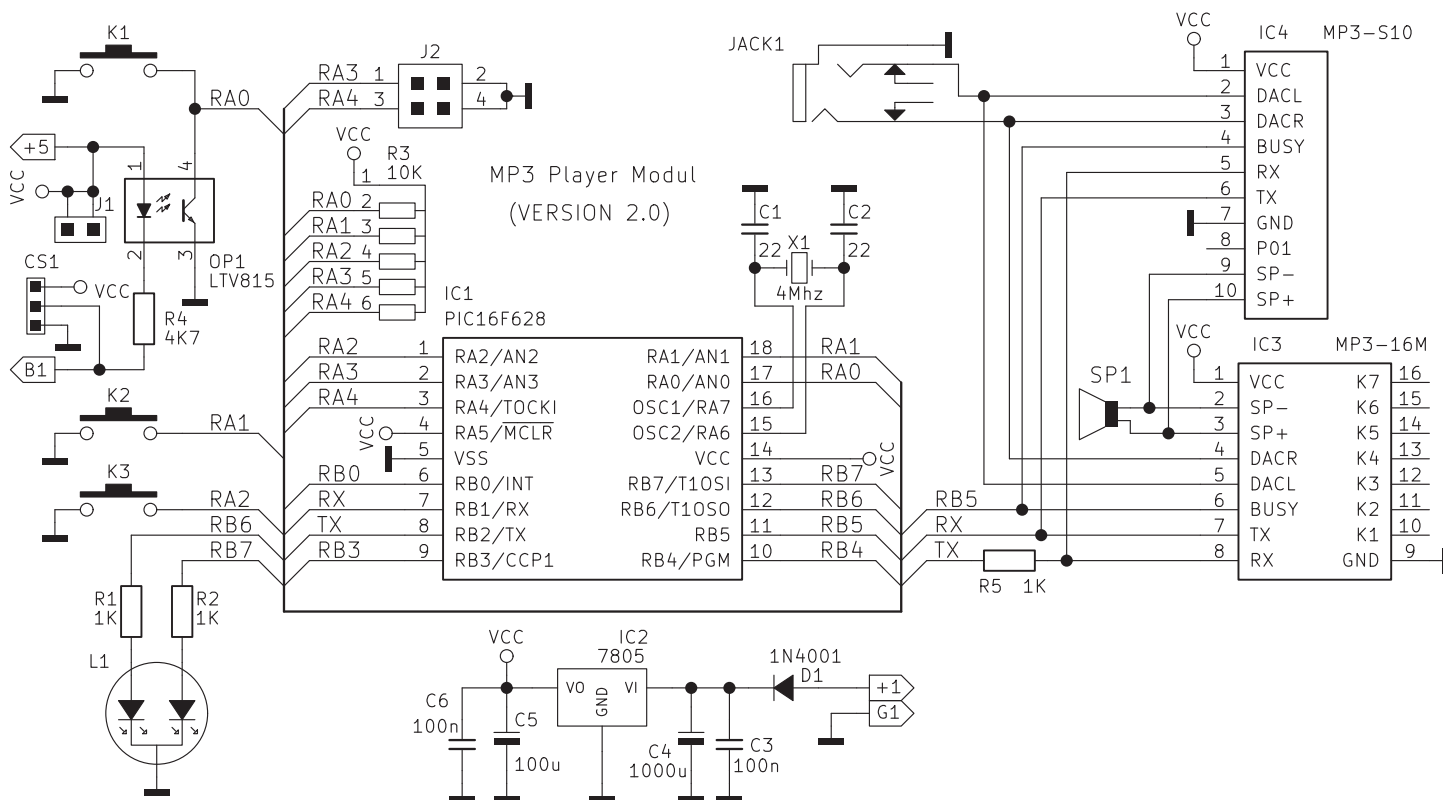 K1
RA0
+5
VCC
J1
1
4
2
3
OP1
LTV815
CS1
VCC
R4
4K7
B1
K2
RA1
K3
RA2
RB6
RB7
R1
1K
R2
1K
L1
J2
RA3 1
2
RA4 3
4
VCC
R3
10K
1
RA0 2
RA1 3
RA2 4
RA3 5
RA4 6
MP3 Player Modul
(VERSION 2.0)
C1
22
C2
22
X1
4Mhz
IC1
PIC16F628
RA2 1 RA2/AN2
RA3 2 RA3/AN3
RA4 3 RA4/TOCKI
VCC 4 RA5/MCLR
5 VSS
RB0 6 RB0/INT
RX 7 RB1/RX
TX 8 RB2/TX
RB3 9 RB3/CCP1
RA1/AN1 18 RA1
RA0/AN0 17 RA0
OSC1/RA7 16
OSC2/RA6 15
VCC 14 VCC
RB7/T1OSI 13 RB7
RB6/T1OSO 12 RB6
RB5 11 RB5
RB4/PGM 10 RB4
RB5
RX
TX
R5 1K
JACK1
VCC
IC4 MP3-S10
1 VCC
2 DACL
3 DACR
4 BUSY
5 RX
6 TX
7 GND
8 P01
9 SP-
10 SP+
SP1
VCC
IC3 MP3-16M
1 VCC K7 16
2 SP- K6 15
3 SP+ K5 14
4 DACR K4 13
5 DACL K3 12
6 BUSY K2 11
7 TX K1 10
8 RX GND 9
VCC
IC2
7805
VO VI
GND
C6
100n
C5
100u
C4
1000u
C3
100n
1N4001
D1
+1
G1